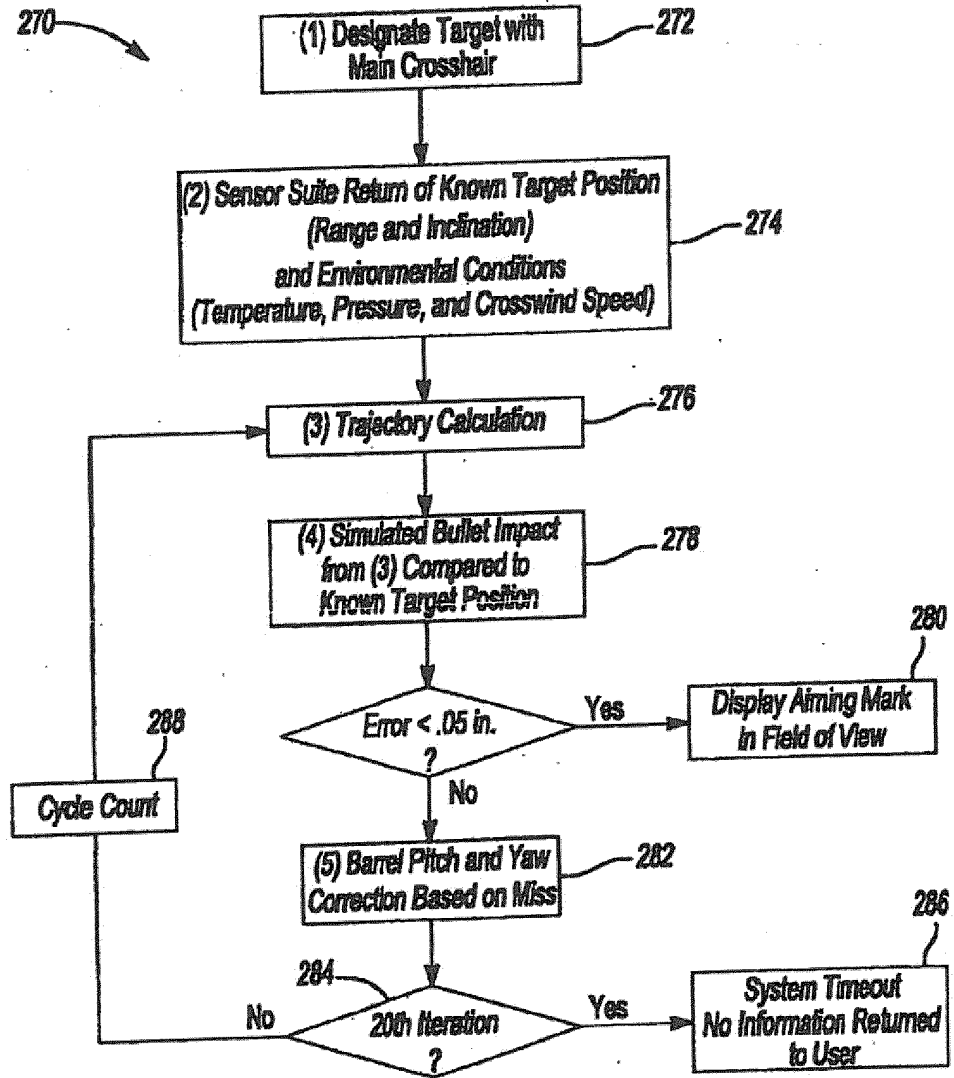 270
(1) Designate Target with
Main Crosshair
272
(2) Sensor Suite Return of Known Target Position
(Range and Inclination)
and Environmental Conditions
(Temperature, Pressure, and Crosswind Speed)
274
(3) Trajectory Calculation
276
(4) Simulated Bullet Impact
from (3) Compared to
Known Target Position
278
Error < .05 in.
?
Yes
280
Display Aiming Mark
in Field of View
No
288
Cycle Count
(5) Barrel Pitch and Yaw
Correction Based on Miss
282
284
20th Iteration
?
No
Yes
286
System Timeout
No Information Returned
to User